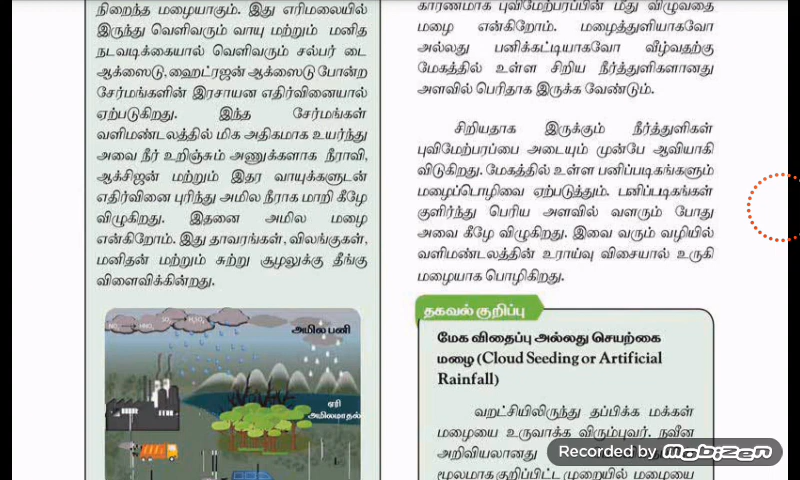 நிறைந்த மழையாகும். இது எரிமலையில்
இருந்து வெளிவரும் வாயு மற்றும் மனித
நடவடிக்கையால் வெளிவரும் சல்பர் டை
ஆக்ஸைடு, ஹைட்ரஜன் ஆக்ஸைடு போன்ற
சேர்மங்களின் இரசாயன எதிர்வினையால்
ஏற்படுகிறது. இந்த சேர்மங்கள்
வளிமண்டலத்தில் மிக அதிகமாக உயர்ந்து
அவை நீர் உறிஞ்சும் அணுக்களாக நீராவி,
ஆக்சிஜன் மற்றும் இதர வாயுக்களுடன்
எதிர்வினை புரிந்து அமில நீராக மாறி கீழே
விழுகிறது. இதனை அமில மழை
என்கிறோம். இது தாவரங்கள், விலங்குகள்,
மனிதன் மற்றும் சுற்று சூழலுக்கு தீங்கு
விளைவிக்கின்றது.
அமில பனி
ஏரி
அமிலமாதல்
காரணமாக புவிமேற்பரப்பின் மீது விழுவதை
மழை என்கிறோம். மழைத்துளியாகவோ
அல்லது பனிக்கட்டியாகவோ வீழ்வதற்கு
மேகத்தில் உள்ள சிறிய நீர்த்துளிகளானது
அளவில் பெரிதாக இருக்க வேண்டும்.
சிறியதாக இருக்கும் நீர்த்துளிகள்
புவிமேற்பரப்பை அடையும் முன்பே ஆவியாகி
விடுகிறது. மேகத்தில் உள்ள பனிப்படிகங்களும்
மழைப்பொழிவை ஏற்படுத்தும். பனிப்படிகங்கள்
குளிர்ந்து பெரிய அளவில் வளரும் போது
அவை கீழே விழுகிறது. இவை வரும் வழியில்
வளிமண்டலத்தின் உராய்வு விசையால் உருகி
மழையாக பொழிகிறது.
தகவல் குறிப்பு
மேக விதைப்பு அல்லது செயற்கை
மழை (Cloud Seeding or Artificial
Rainfall)
வறட்சியிலிருந்து தப்பிக்க மக்கள்
மழையை உருவாக்க விரும்புவர். நவீன
அறிவியலானது
மூலமாக குறிப்பிட்ட முறையில் மழையை
Recorded by Mobizen